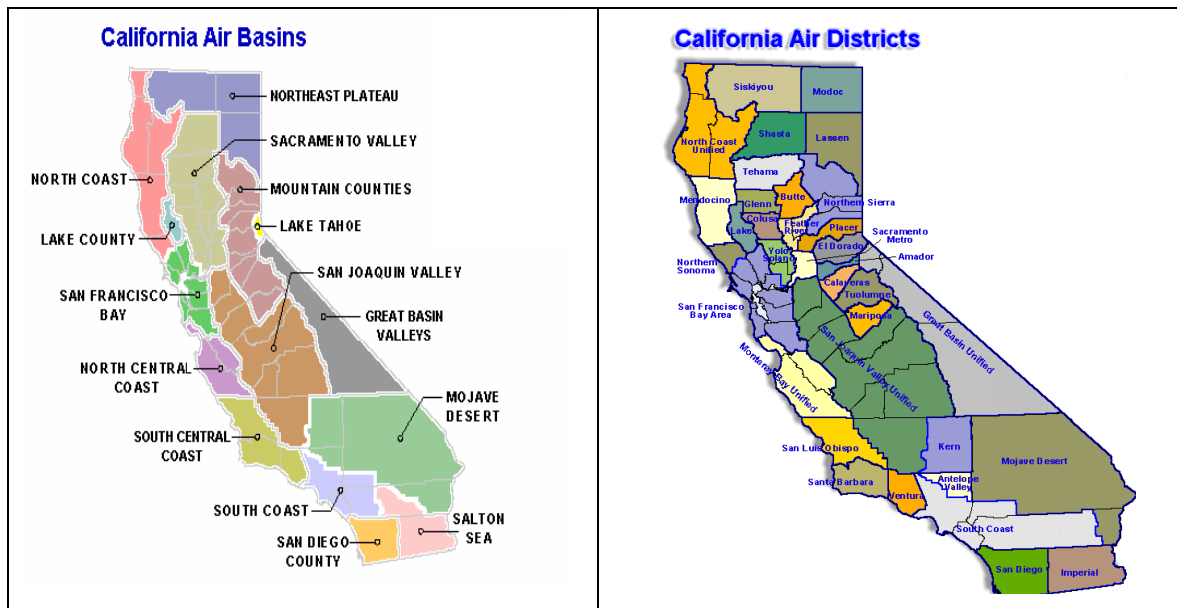 California Air Basins
NORTHEAST PLATEAU
SACRAMENTO VALLEY
NORTH COAST
MOUNTAIN COUNTIES
LAKE TAHOE
LAKE COUNTY
SAN JOAQUIN VALLEY
SAN FRANCISCO
BAY
GREAT BASIN
VALLEYS
NORTH CENTRAL
COAST
MOJAVE
DESERT
SOUTH CENTRAL
COAST
SOUTH COAST
SALTON
SEA
SAN DIEGO
COUNTY
California Air Districts
Siskiyou
Modoc
North Coast
Unified
Shasta
Lassen
Tehama
Mendocino
Butte
Glenn
Northern Sierra
Colusa
Feather
River
Lake
Placer
Sacramento
Metro
El Dorado
Yolo
Solano
Amador
Northern
Sonoma
Calaveras
Tuolumne
San Francisco
Bay Area
Mariposa
Great Basin Unified
San Joaquin Valley Unified
Monterey Bay Unified
San Luis Obispo
Kern
Mojave Desert
Santa Barbara
Ventura
Antelope
Valley
South Coast
San Diego
Imperial